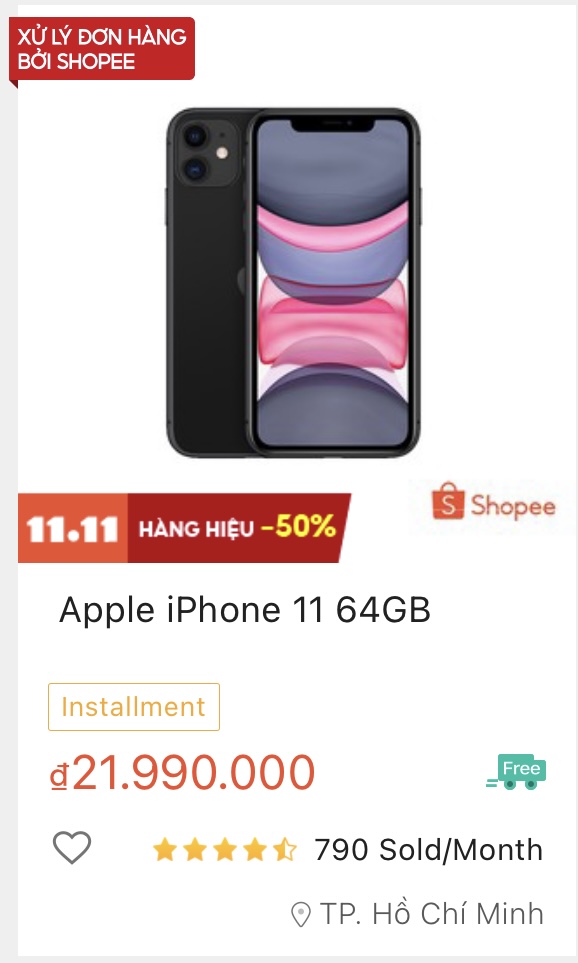 XỬ LÝ ĐƠN HÀNG
BỞI SHOPEE
11.11 HÀNG HIỆU -50%
S Shopee
Apple iPhone 11 64GB
Installment
₫21.990.000
Free
790 Sold/Month
TP. Hồ Chí Minh